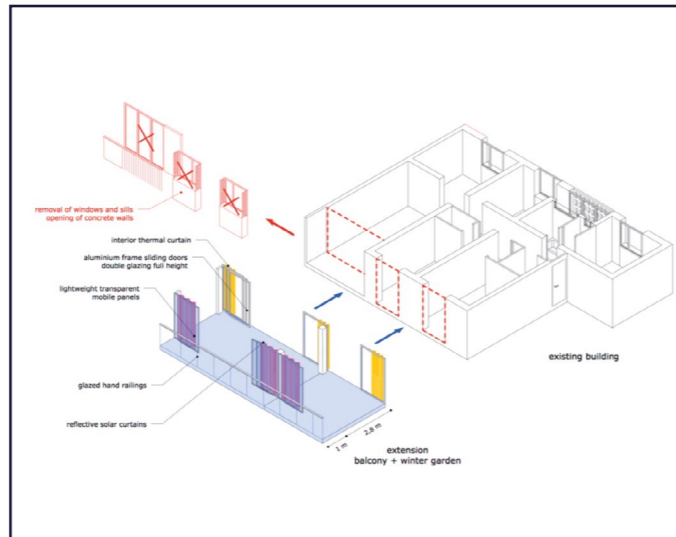 removal of windows and sills
opening of concrete walls
interior thermal curtain
aluminium frame sliding doors
double glazing full height
lightweight transparent
mobile panels
glazed hand railings
reflective solar curtains
1 m
2,8 m
extension
balcony + winter garden
existing building